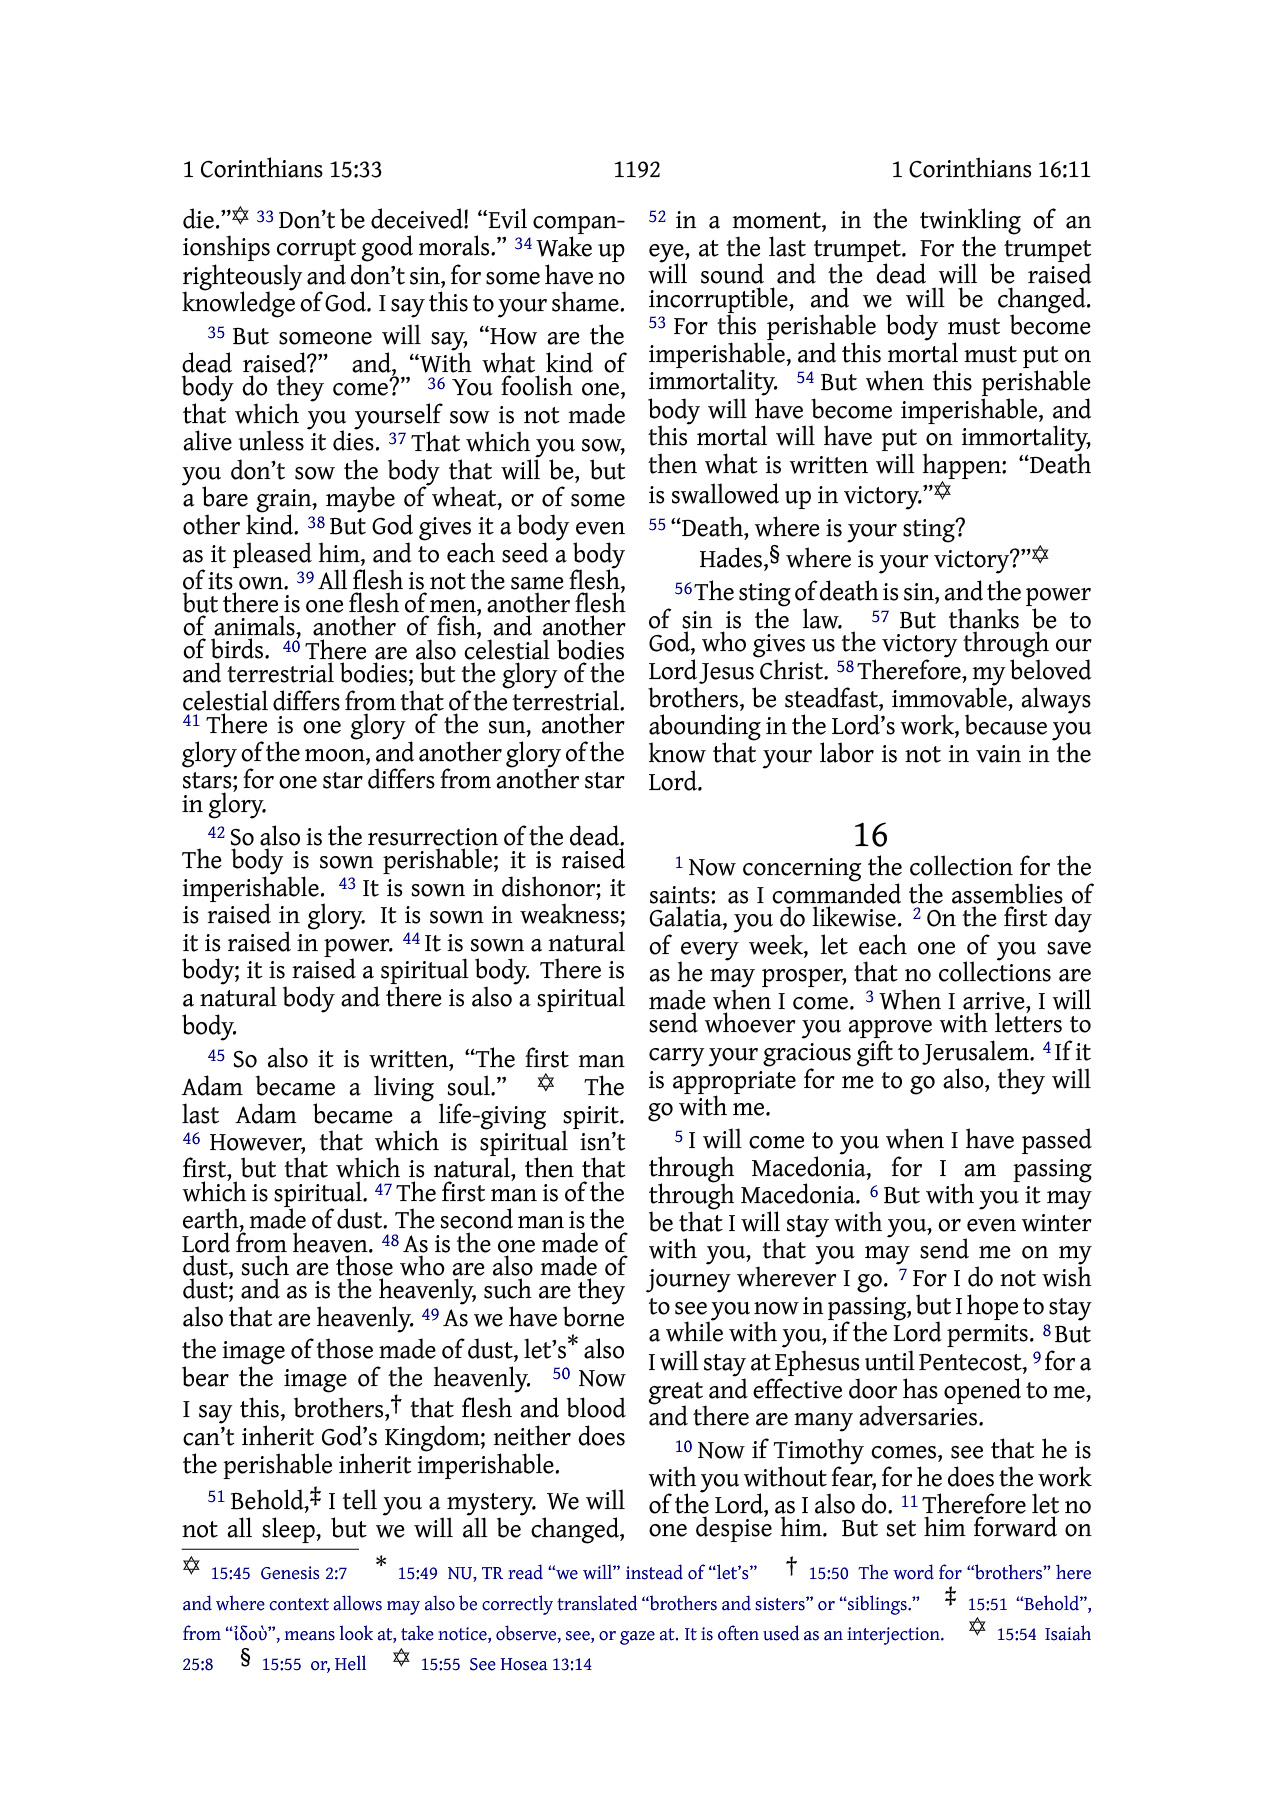 1 Corinthians 15:33 1192 1 Corinthians 16:11
die.”✡ 33 Don’t be deceived! “Evil compan-
ionships corrupt good morals.” 34 Wake up
righteously and don’t sin, for some have no
knowledge of God. I say this to your shame.
35 But someone will say, “How are the
dead raised?” and, “With what kind of
body do they come?” 36 You foolish one,
that which you yourself sow is not made
alive unless it dies. 37 That which you sow,
you don’t sow the body that will be, but
a bare grain, maybe of wheat, or of some
other kind. 38 But God gives it a body even
as it pleased him, and to each seed a body
of its own. 39 All flesh is not the same flesh,
but there is one flesh of men, another flesh
of animals, another of fish, and another
of birds. 40 There are also celestial bodies
and terrestrial bodies; but the glory of the
celestial differs from that of the terrestrial.
41 There is one glory of the sun, another
glory of the moon, and another glory of the
stars; for one star differs from another star
in glory.
42 So also is the resurrection of the dead.
The body is sown perishable; it is raised
imperishable. 43 It is sown in dishonor; it
is raised in glory. It is sown in weakness;
it is raised in power. 44 It is sown a natural
body; it is raised a spiritual body. There is
a natural body and there is also a spiritual
body.
45 So also it is written, “The first man
Adam became a living soul.” ✡ The
last Adam became a life-giving spirit.
46 However, that which is spiritual isn’t
first, but that which is natural, then that
which is spiritual. 47 The first man is of the
earth, made of dust. The second man is the
Lord from heaven. 48 As is the one made of
dust, such are those who are also made of
dust; and as is the heavenly, such are they
also that are heavenly. 49 As we have borne
the image of those made of dust, let’s* also
bear the image of the heavenly. 50 Now
I say this, brothers,† that flesh and blood
can’t inherit God’s Kingdom; neither does
the perishable inherit imperishable.
51 Behold,‡ I tell you a mystery. We will
not all sleep, but we will all be changed,
52 in a moment, in the twinkling of an
eye, at the last trumpet. For the trumpet
will sound and the dead will be raised
incorruptible, and we will be changed.
53 For this perishable body must become
imperishable, and this mortal must put on
immortality. 54 But when this perishable
body will have become imperishable, and
this mortal will have put on immortality,
then what is written will happen: “Death
is swallowed up in victory.”✡
55 “Death, where is your sting?
Hades,§ where is your victory?”✡
56 The sting of death is sin, and the power
of sin is the law. 57 But thanks be to
God, who gives us the victory through our
Lord Jesus Christ. 58 Therefore, my beloved
brothers, be steadfast, immovable, always
abounding in the Lord’s work, because you
know that your labor is not in vain in the
Lord.
16
1 Now concerning the collection for the
saints: as I commanded the assemblies of
Galatia, you do likewise. 2 On the first day
of every week, let each one of you save
as he may prosper, that no collections are
made when I come. 3 When I arrive, I will
send whoever you approve with letters to
carry your gracious gift to Jerusalem. 4 If it
is appropriate for me to go also, they will
go with me.
5 I will come to you when I have passed
through Macedonia, for I am passing
through Macedonia. 6 But with you it may
be that I will stay with you, or even winter
with you, that you may send me on my
journey wherever I go. 7 For I do not wish
to see you now in passing, but I hope to stay
a while with you, if the Lord permits. 8 But
I will stay at Ephesus until Pentecost, 9 for a
great and effective door has opened to me,
and there are many adversaries.
10 Now if Timothy comes, see that he is
with you without fear, for he does the work
of the Lord, as I also do. 11 Therefore let no
one despise him. But set him forward on
✡ 15:45 Genesis 2:7 * 15:49 NU, TR read “we will” instead of “let’s” † 15:50 The word for “brothers” here
and where context allows may also be correctly translated “brothers and sisters” or “siblings.” ‡ 15:51 “Behold”,
from “ἰδοὺ”, means look at, take notice, observe, see, or gaze at. It is often used as an interjection. ✡ 15:54 Isaiah
25:8 § 15:55 or, Hell ✡ 15:55 See Hosea 13:14